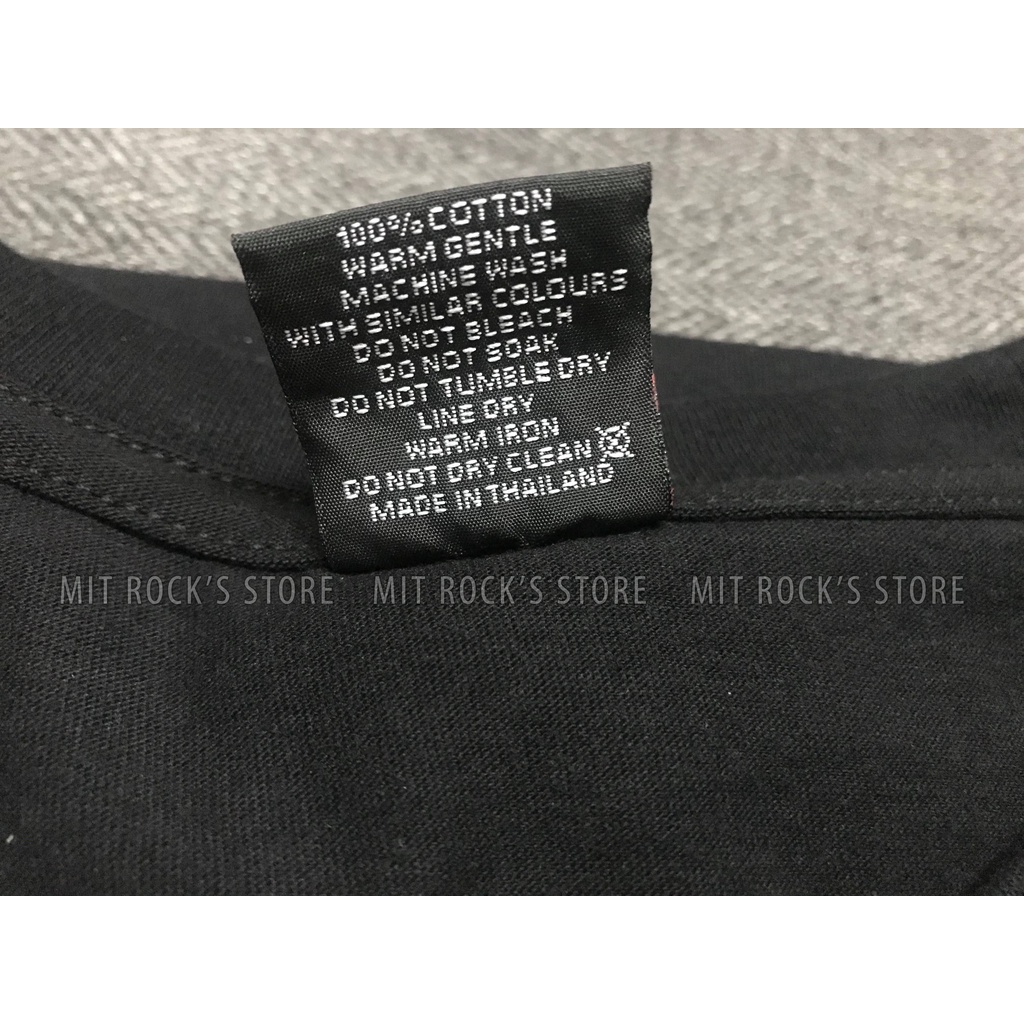 100% COTTON
WARM GENTLE
MACHINE WASH
WITH SIMILAR COLOURS
DO NOT BLEACH
DO NOT SOAK
DO NOT TUMBLE DRY
LINE DRY
WARM IRON
DO NOT DRY CLEAN
MADE IN THAILAND
MIT ROCK'S STORE MIT ROCK'S STORE MIT ROCK'S STORE